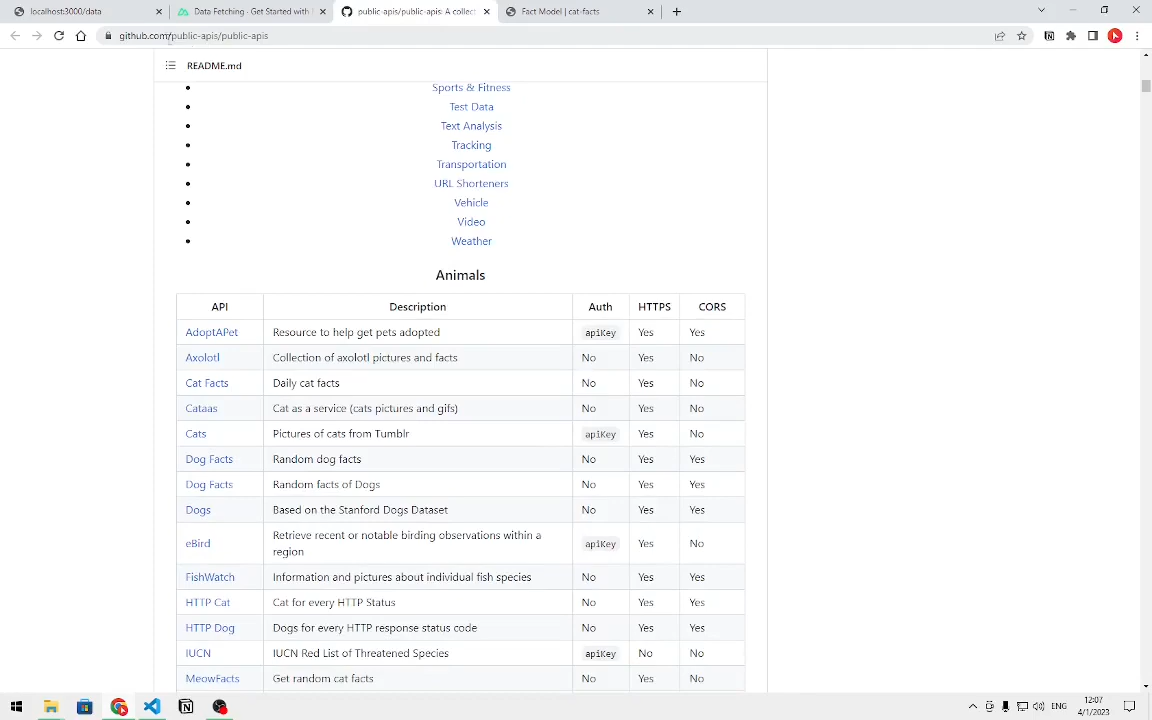 localhost:3000/data
Data Fetching · Get Started with
public-apis/public-apis: A collect
Fact Model | cat-facts
github.com/public-apis/public-apis
README.md
Sports & Fitness
Test Data
Text Analysis
Tracking
Transportation
URL Shorteners
Vehicle
Video
Weather
Animals
API Description Auth HTTPS CORS
AdoptAPet Resource to help get pets adopted apiKey Yes Yes
Axolotl Collection of axolotl pictures and facts No Yes No
Cat Facts Daily cat facts No Yes No
Cataas Cat as a service (cats pictures and gifs) No Yes No
Cats Pictures of cats from Tumblr apiKey Yes No
Dog Facts Random dog facts No Yes Yes
Dog Facts Random facts of Dogs No Yes Yes
Dogs Based on the Stanford Dogs Dataset No Yes Yes
eBird Retrieve recent or notable birding observations within a
region apiKey Yes No
FishWatch Information and pictures about individual fish species No Yes Yes
HTTP Cat Cat for every HTTP Status No Yes Yes
HTTP Dog Dogs for every HTTP response status code No Yes Yes
IUCN IUCN Red List of Threatened Species apiKey No No
MeowFacts Get random cat facts No Yes No
ENG
12:07
4/1/2023